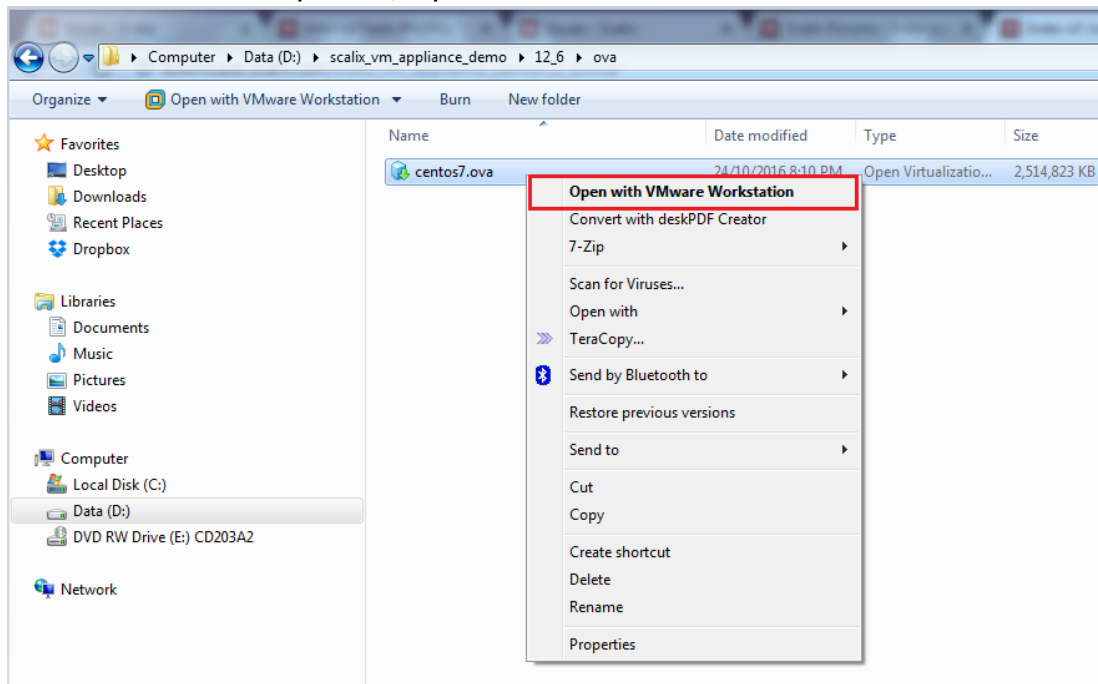 Computer ▸ Data (D:) ▸ scalix_vm_appliance_demo ▸ 12_6 ▸ ova
Organize ▾ Open with VMware Workstation ▾ Burn New folder
Name Date modified Type Size
centos7.ova 24/10/2016 8:10 PM Open Virtualizatio... 2,514,823 KB
Favorites
Desktop
Downloads
Recent Places
Dropbox
Libraries
Documents
Music
Pictures
Videos
Computer
Local Disk (C:)
Data (D:)
DVD RW Drive (E:) CD203A2
Network
Open with VMware Workstation
Convert with deskPDF Creator
7-Zip
Scan for Viruses...
Open with
TeraCopy...
Send by Bluetooth to
Restore previous versions
Send to
Cut
Copy
Create shortcut
Delete
Rename
Properties